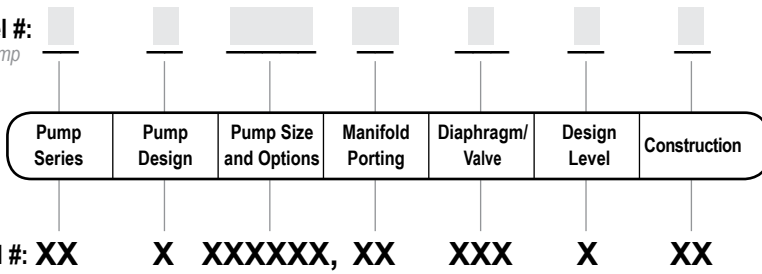 #:
mp
Pump Series
Pump Design
Pump Size and Options
Manifold Porting
Diaphragm/ Valve
Design Level
Construction
#: XX X XXXXXX, XX XXX X XX